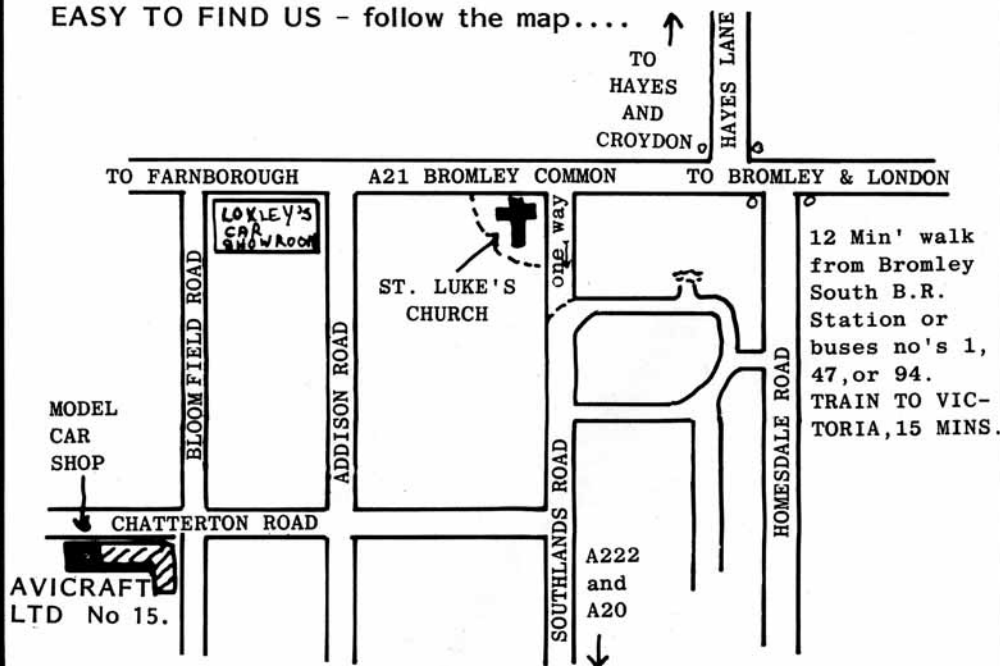 EASY TO FIND US - follow the map....
TO
HAYES
AND
CROYDON
HAYES LANE
TO FARNBOROUGH
A21 BROMLEY COMMON
TO BROMLEY & LONDON
LOXLEY'S
CAR
SHOWROOM
one way
ST. LUKE'S
CHURCH
12 Min' walk
from Bromley
South B.R.
Station or
buses no's 1,
47,or 94.
TRAIN TO VIC-
TORIA,15 MINS.
BLOOMFIELD ROAD
ADDISON ROAD
HOMESDALE ROAD
MODEL
CAR
SHOP
CHATTERTON ROAD
SOUTHLANDS ROAD
A222
and
A20
AVICRAFT
LTD No 15.